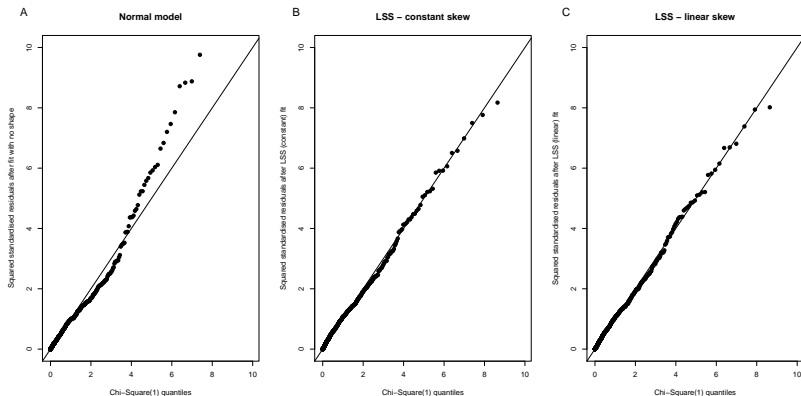 A
Normal model
Squared standardised residuals after fit with no shape
10
8
6
4
2
0
0 2 4 6 8 10
Chi−Square(1) quantiles
B
LSS − constant skew
Squared standardised residuals after LSS (constant) fit
10
8
6
4
2
0
0 2 4 6 8 10
Chi−Square(1) quantiles
C
LSS − linear skew
Squared standardised residuals after LSS (linear) fit
10
8
6
4
2
0
0 2 4 6 8 10
Chi−Square(1) quantiles